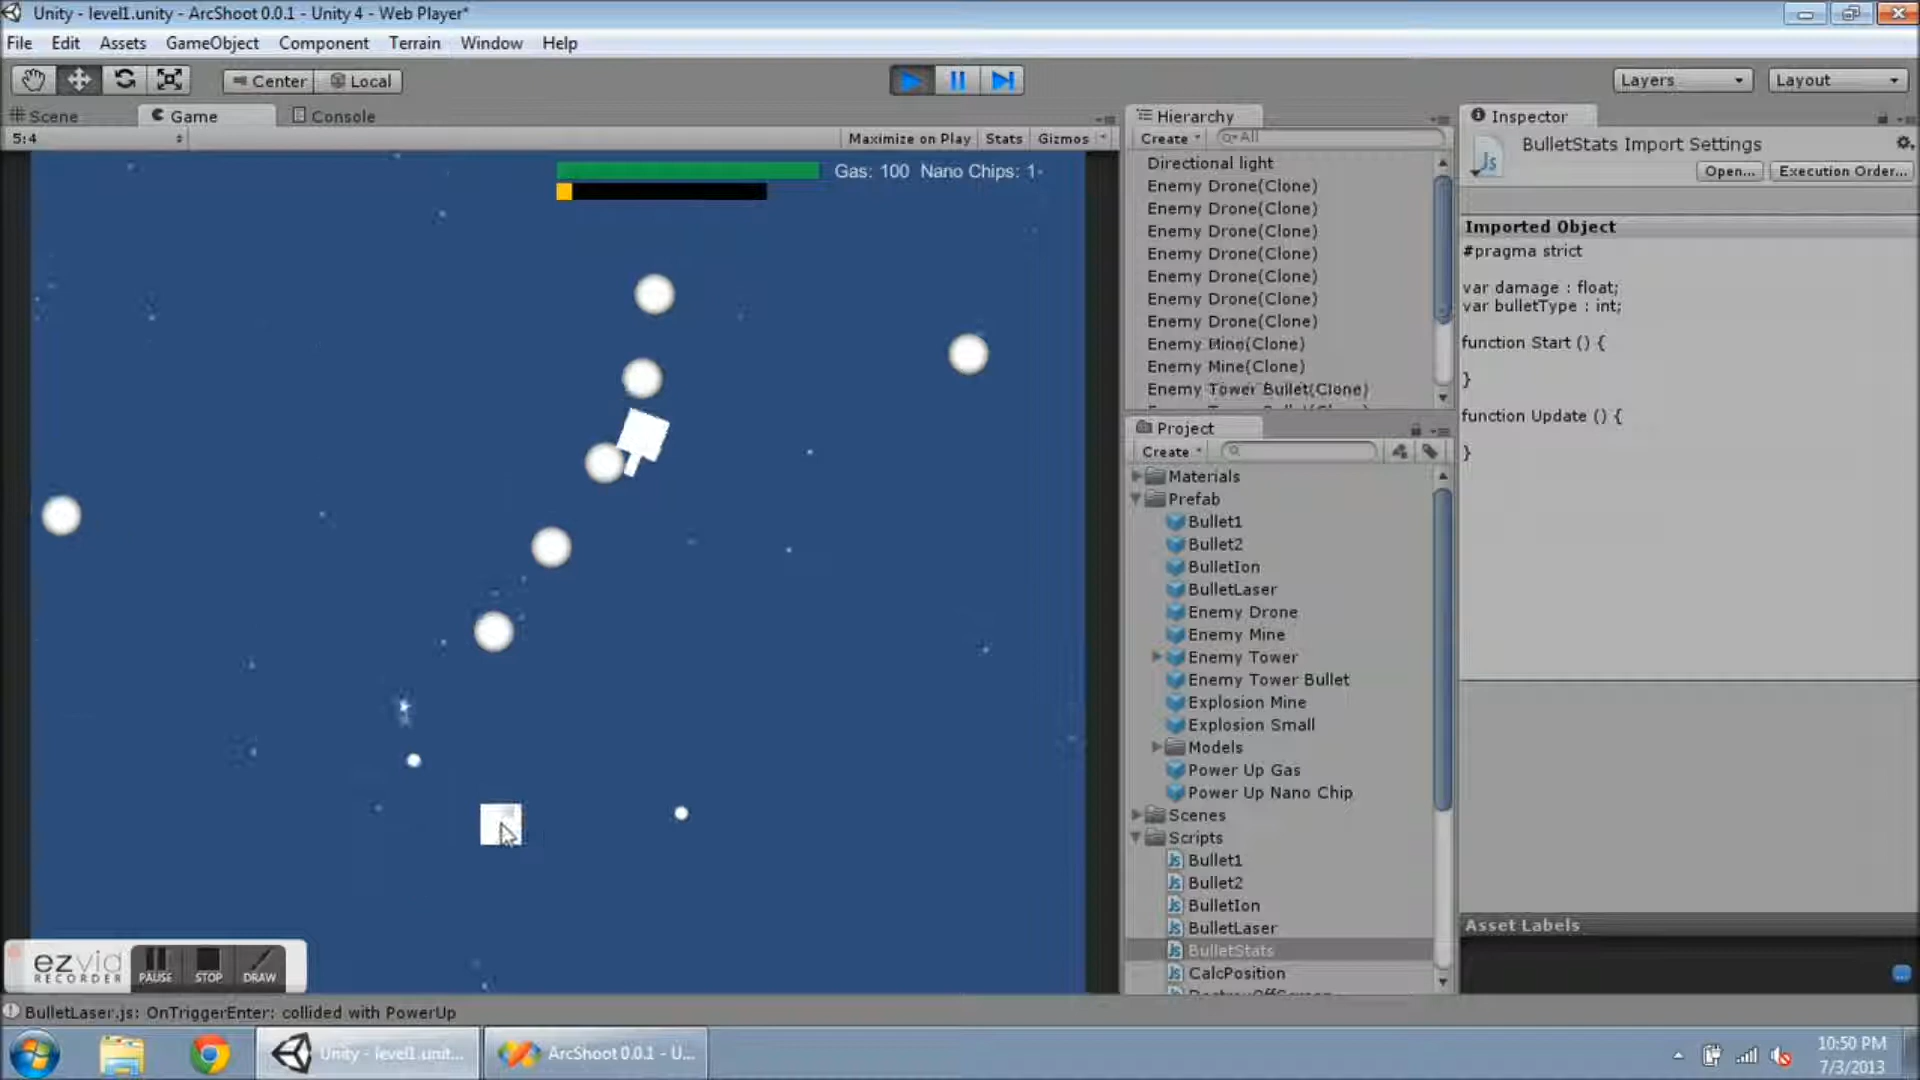 Unity - level1.unity - ArcShoot 0.0.1 - Unity 4 - Web Player*
File Edit Assets GameObject Component Terrain Window Help
Center Local Layers Layout
Scene Game Console
5:4 Maximize on Play Stats Gizmos
Gas: 100 Nano Chips: 1
Hierarchy
Create All
Directional light
Enemy Drone(Clone)
Enemy Drone(Clone)
Enemy Drone(Clone)
Enemy Drone(Clone)
Enemy Drone(Clone)
Enemy Drone(Clone)
Enemy Drone(Clone)
Enemy Mine(Clone)
Enemy Mine(Clone)
Enemy Tower Bullet(Clone)
Project
Create
Materials
Prefab
Bullet1
Bullet2
BulletIon
BulletLaser
Enemy Drone
Enemy Mine
Enemy Tower
Enemy Tower Bullet
Explosion Mine
Explosion Small
Models
Power Up Gas
Power Up Nano Chip
Scenes
Scripts
Bullet1
Bullet2
BulletIon
BulletLaser
BulletStats
CalcPosition
Inspector
BulletStats Import Settings
Js
Open... Execution Order...
Imported Object
#pragma strict
var damage : float;
var bulletType : int;
function Start () {
}
function Update () {
}
Asset Labels
ezvid
RECORDER
PAUSE STOP DRAW
BulletLaser.js: OnTriggerEnter: collided with PowerUp
Unity - level1.unit...
ArcShoot 0.0.1 - U...
10:50 PM
7/3/2013